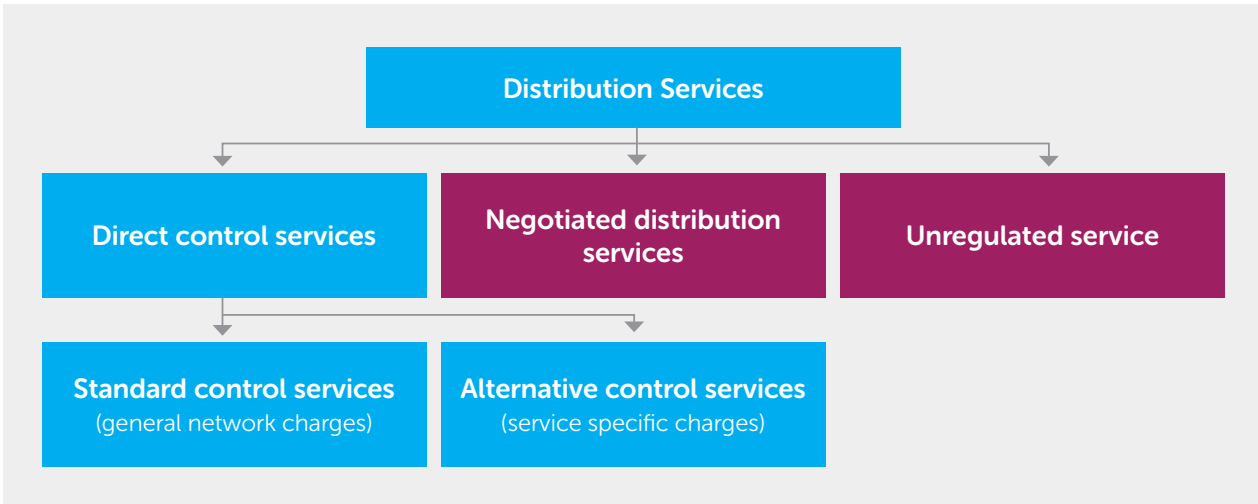 Distribution Services
Direct control services
Negotiated distribution
services
Unregulated service
Standard control services
(general network charges)
Alternative control services
(service specific charges)